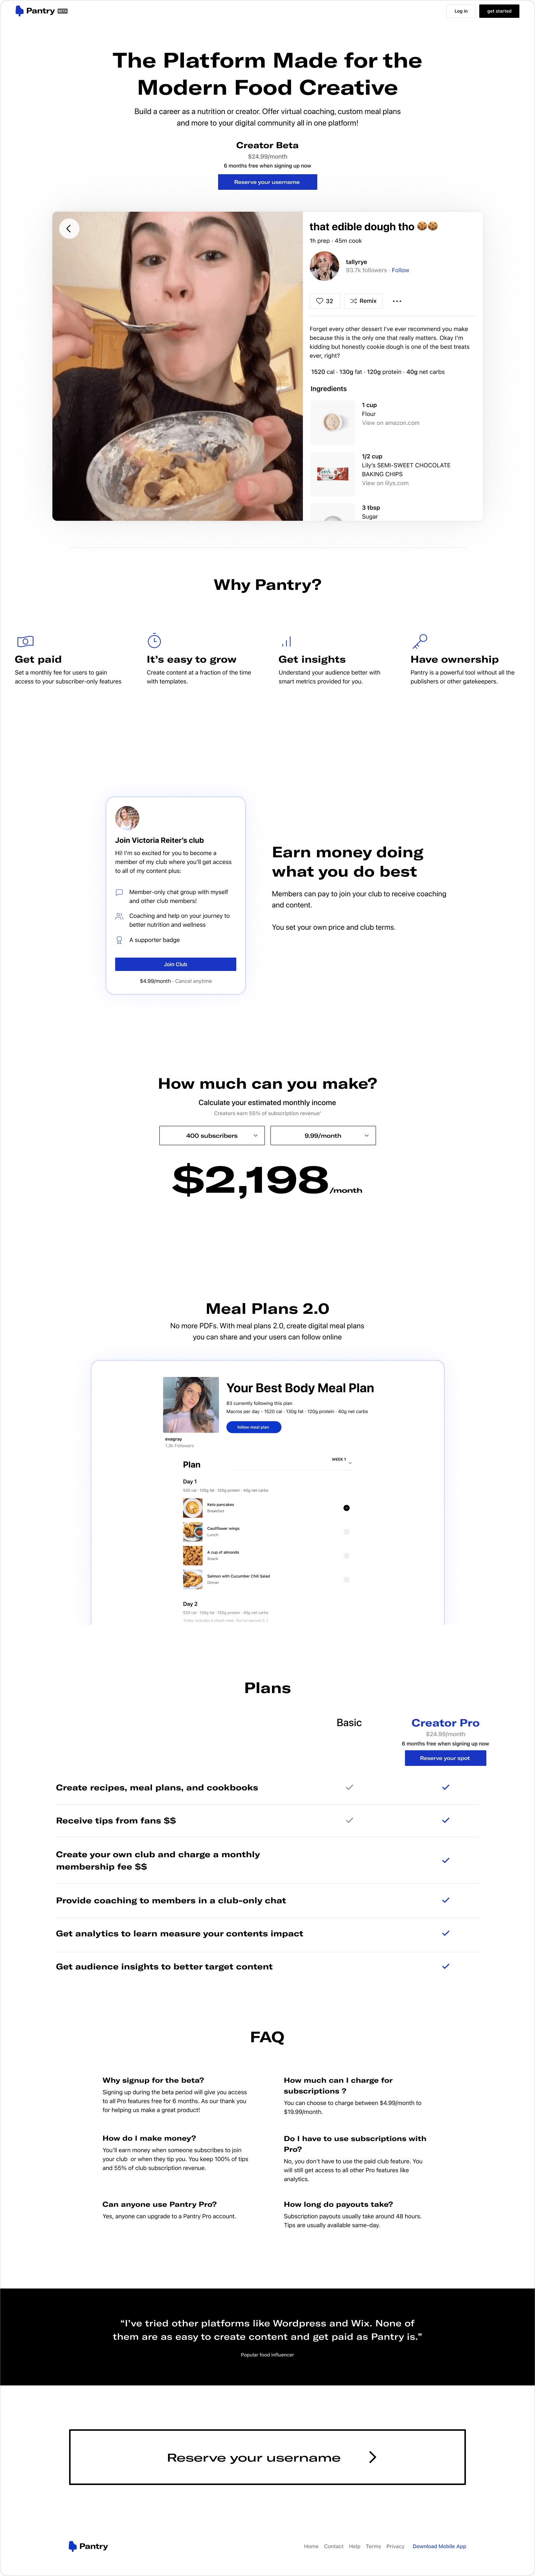 Pantry BETA
Log in
get started
The Platform Made for the
Modern Food Creative
Build a career as a nutrition or creator. Offer virtual coaching, custom meal plans
and more to your digital community all in one platform!
Creator Beta
$24.99/month
6 months free when signing up now
Reserve your username
that edible dough tho 🍪🍪
1h prep · 45m cook
tallyrye
93.7k followers · Follow
32
Remix
Forget every other dessert I've ever recommend you make
because this is the only one that really matters. Okay I'm
kidding but honestly cookie dough is one of the best treats
ever, right?
1520 cal · 130g fat · 120g protein · 40g net carbs
Ingredients
1 cup
Flour
View on amazon.com
1/2 cup
Lily's SEMI-SWEET CHOCOLATE
BAKING CHIPS
View on lilys.com
3 tbsp
Sugar
Why Pantry?
Get paid
Set a monthly fee for users to gain
access to your subscriber-only features
It's easy to grow
Create content at a fraction of the time
with templates.
Get insights
Understand your audience better with
smart metrics provided for you.
Have ownership
Pantry is a powerful tool without all the
publishers or other gatekeepers.
Join Victoria Reiter's club
Hi! I'm so excited for you to become a
member of my club where you'll get access
to all of my content plus:
Member-only chat group with myself
and other club members!
Coaching and help on your journey to
better nutrition and wellness
A supporter badge
Join Club
$4.99/month · Cancel anytime
Earn money doing
what you do best
Members can pay to join your club to receive coaching
and content.
You set your own price and club terms.
How much can you make?
Calculate your estimated monthly income
Creators earn 55% of subscription revenue
400 subscribers
9.99/month
$2,198/month
Meal Plans 2.0
No more PDFs. With meal plans 2.0, create digital meal plans
you can share and your users can follow online
Your Best Body Meal Plan
83 currently following this plan
Macros per day - 1520 cal · 130g fat · 120g protein · 40g net carbs
follow meal plan
evagray
1.3k Followers
Plan
WEEK 1
Day 1
520 cal · 130g fat · 120g protein · 40g net carbs
Keto pancakes
Breakfast
Cauliflower wings
Lunch
A cup of almonds
Snack
Salmon with Cucumber Chili Salad
Dinner
Day 2
520 cal · 130g fat · 120g protein · 40g net carbs
Plans
Basic
Creator Pro
$24.99/month
6 months free when signing up now
Reserve your spot
Create recipes, meal plans, and cookbooks
Receive tips from fans $$
Create your own club and charge a monthly
membership fee $$
Provide coaching to members in a club-only chat
Get analytics to learn measure your contents impact
Get audience insights to better target content
FAQ
Why signup for the beta?
Signing up during the beta period will give you access
to all Pro features free for 6 months. As our thank you
for helping us make a great product!
How much can I charge for
subscriptions ?
You can choose to charge between $4.99/month to
$19.99/month.
How do I make money?
You'll earn money when someone subscribes to join
your club or when they tip you. You keep 100% of tips
and 55% of club subscription revenue.
Do I have to use subscriptions with
Pro?
No, you don't have to use the paid club feature. You
will still get access to all other Pro features like
analytics.
Can anyone use Pantry Pro?
Yes, anyone can upgrade to a Pantry Pro account.
How long do payouts take?
Subscription payouts usually take around 48 hours.
Tips are usually available same-day.
“I've tried other platforms like Wordpress and Wix. None of
them are as easy to create content and get paid as Pantry is.”
Popular food influencer
Reserve your username
Pantry
Home
Contact
Help
Terms
Privacy
Download Mobile App